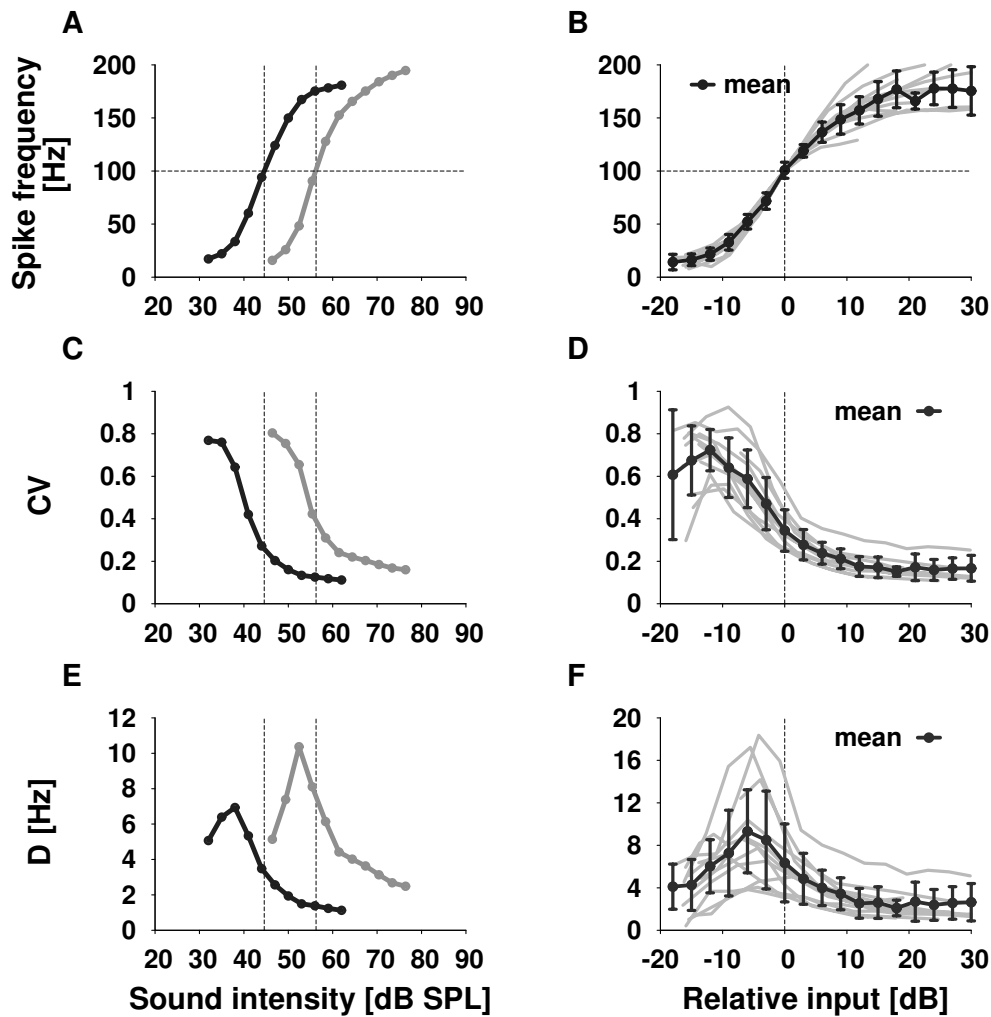 A
B
Spike frequency
[Hz]
200
150
100
50
0
20 30 40 50 60 70 80 90
mean
200
150
100
50
0
-20 -10 0 10 20 30
C
D
CV
1
0.8
0.6
0.4
0.2
0
20 30 40 50 60 70 80 90
mean
1
0.8
0.6
0.4
0.2
0
-20 -10 0 10 20 30
E
F
D [Hz]
12
10
8
6
4
2
0
20 30 40 50 60 70 80 90
Sound intensity [dB SPL]
mean
20
16
12
8
4
0
-20 -10 0 10 20 30
Relative input [dB]